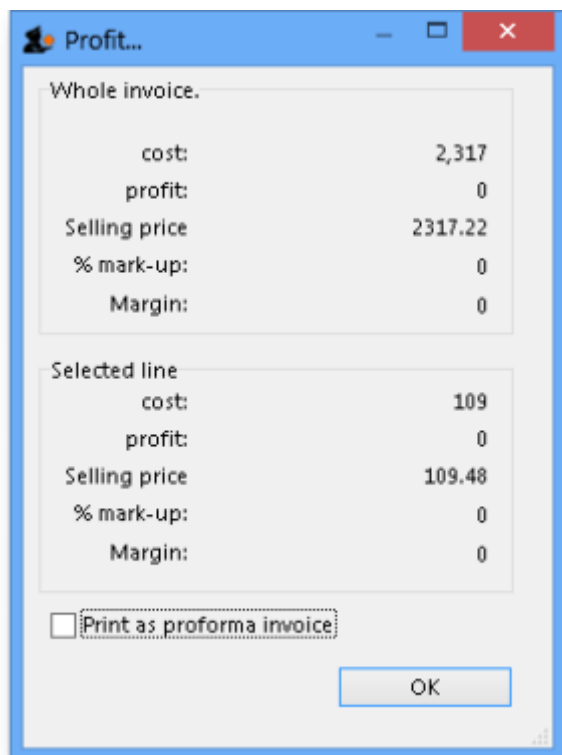 Profit...
Whole invoice.
cost: 2,317
profit: 0
Selling price 2317.22
% mark-up: 0
Margin: 0
Selected line
cost: 109
profit: 0
Selling price 109.48
% mark-up: 0
Margin: 0
Print as proforma invoice
OK